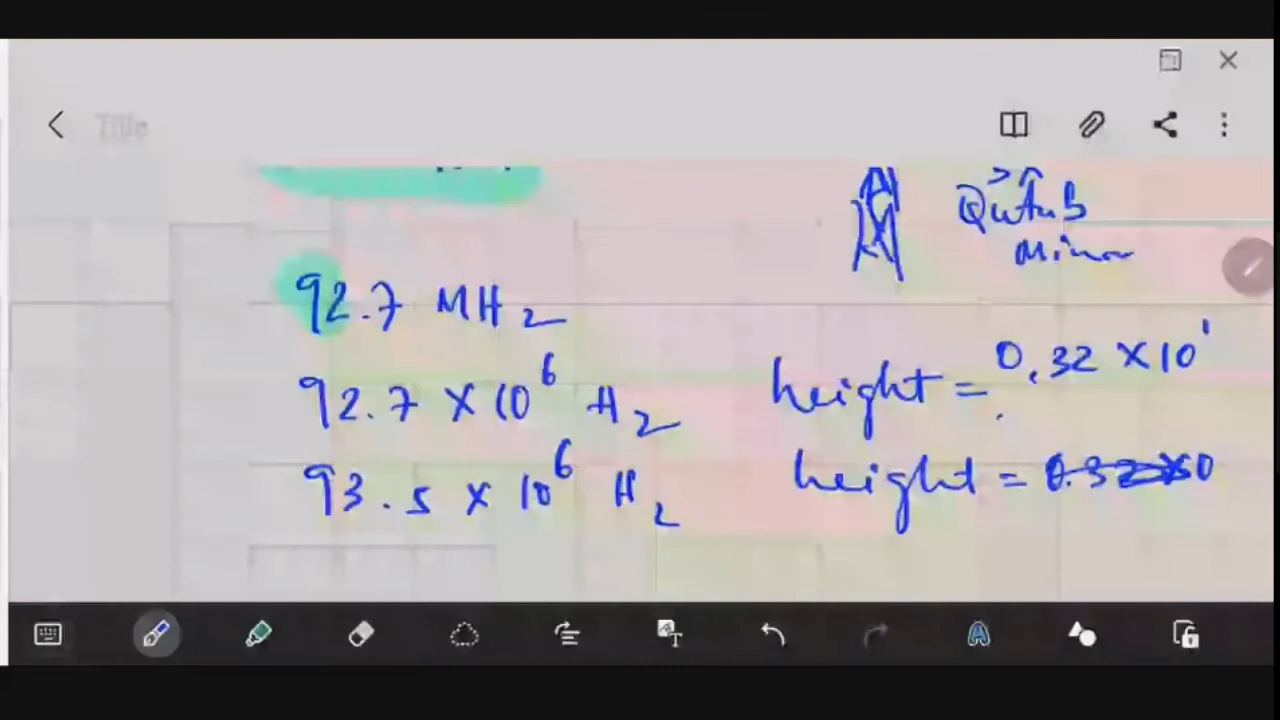 Title
Qutub
Minar
92.7 MHz
92.7 × 10⁶ Hz
93.5 × 10⁶ Hz
height = 0.32 × 10¹
height =